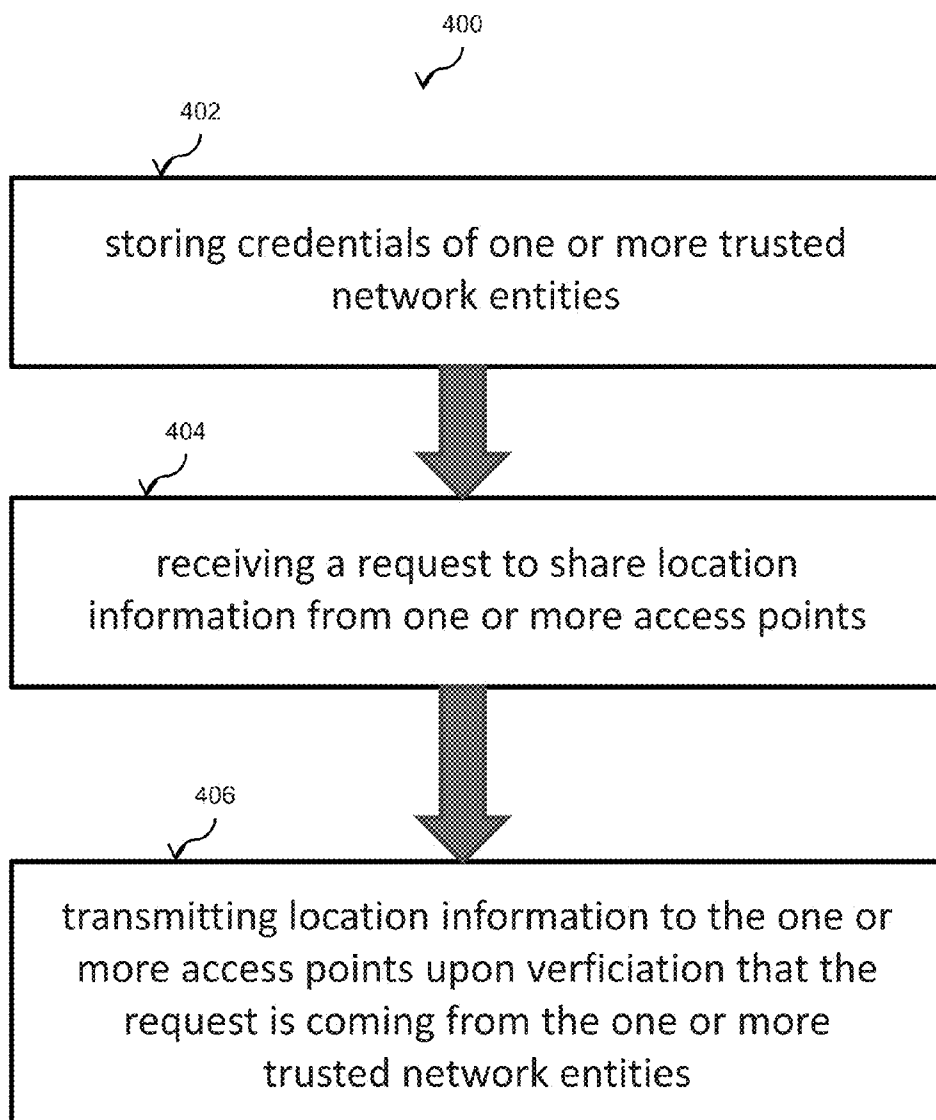 400
402
storing credentials of one or more trusted
network entities
404
receiving a request to share location
information from one or more access points
406
transmitting location information to the one or
more access points upon verficiation that the
request is coming from the one or more
trusted network entities